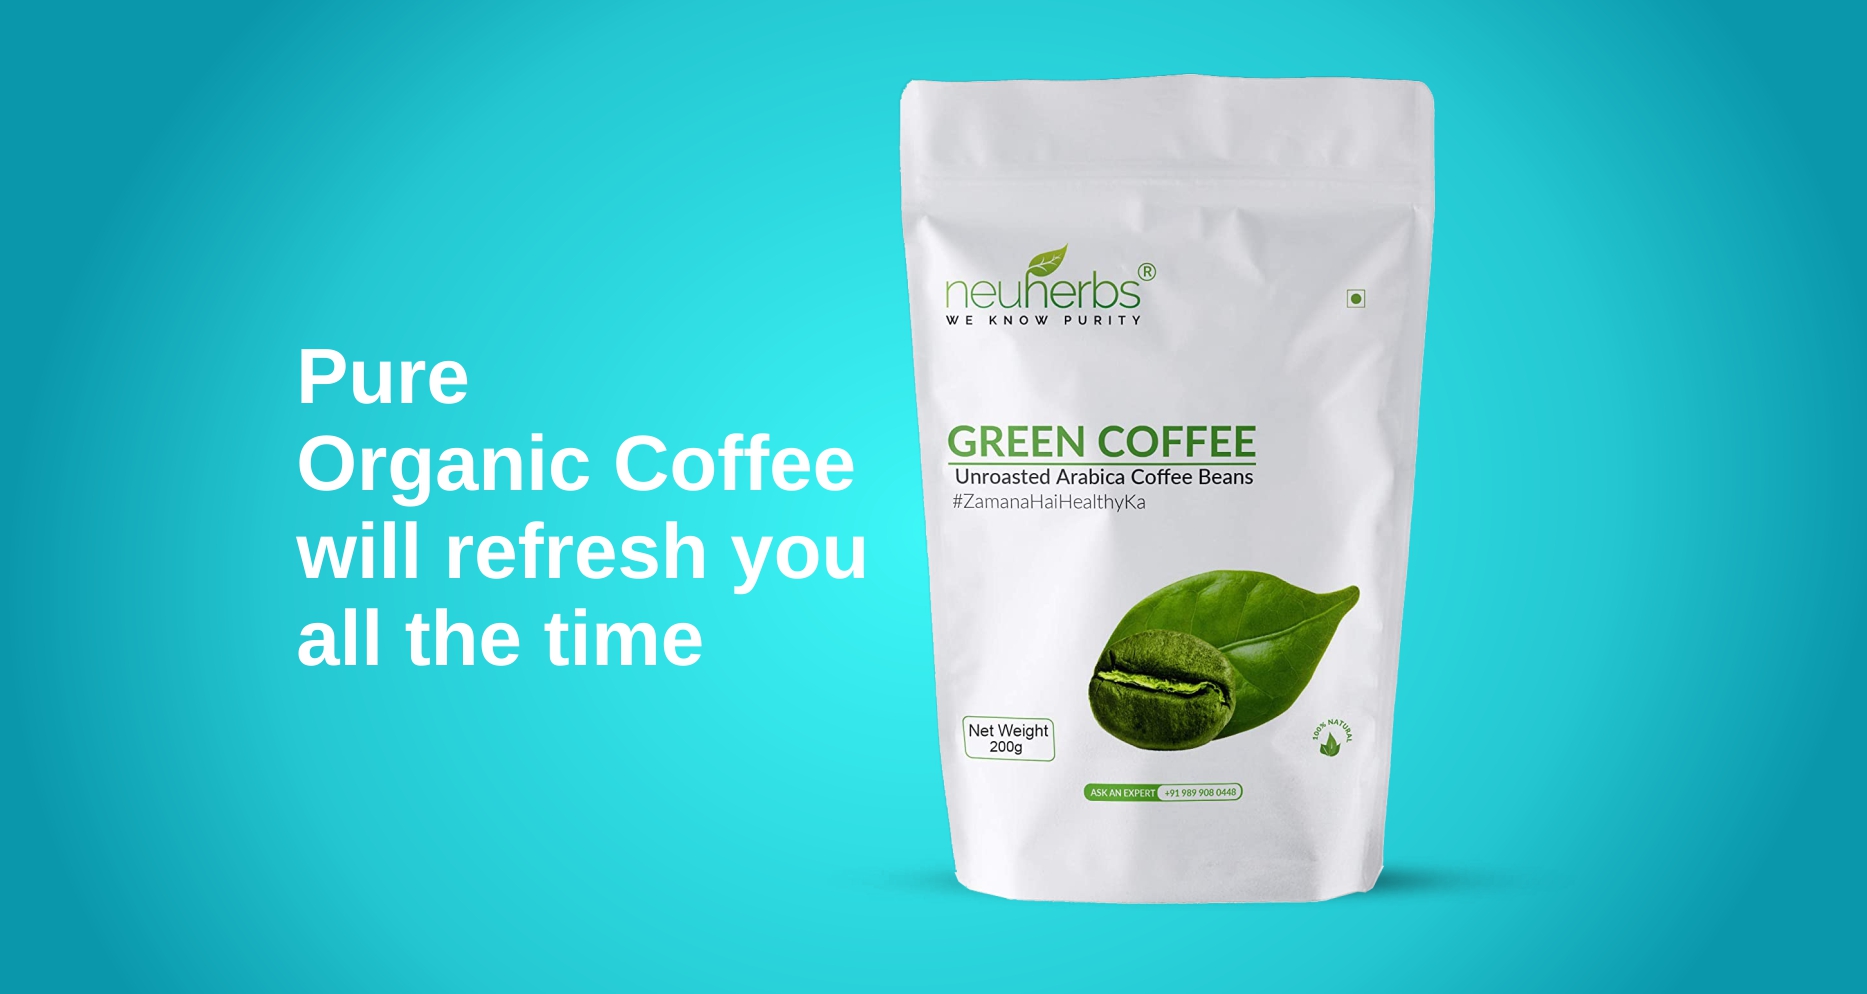 Pure
Organic Coffee
will refresh you
all the time
neuherbs®
WE KNOW PURITY
GREEN COFFEE
Unroasted Arabica Coffee Beans
#ZamanaHaiHealthyKa
Net Weight
200g
100% NATURAL
ASK AN EXPERT +91 989 908 0448